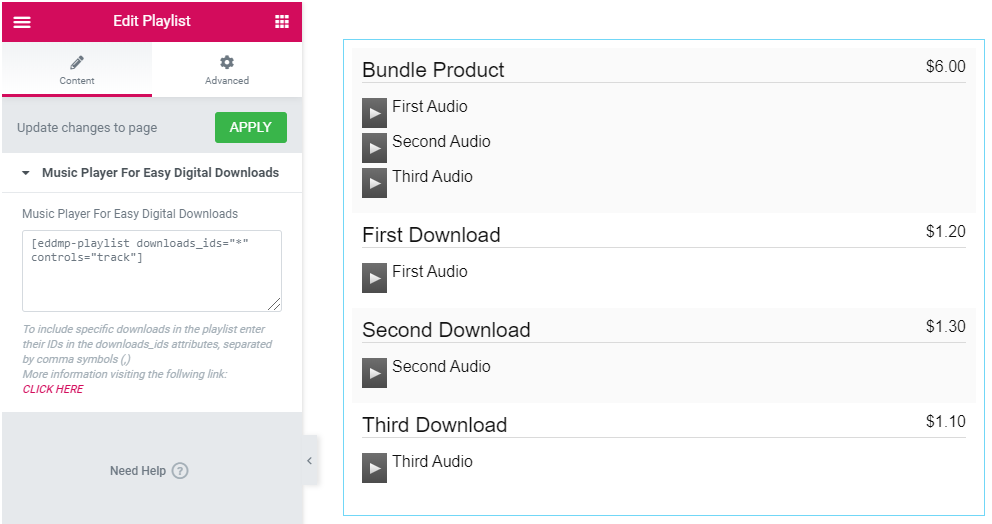 Edit Playlist
Content
Advanced
Update changes to page
APPLY
Music Player For Easy Digital Downloads
Music Player For Easy Digital Downloads
[eddmp-playlist downloads_ids="*"
controls="track"]
To include specific downloads in the playlist enter
their IDs in the downloads_ids attributes, separated
by comma symbols (,)
More information visiting the follwing link:
CLICK HERE
Need Help ?
Bundle Product $6.00
First Audio
Second Audio
Third Audio
First Download $1.20
First Audio
Second Download $1.30
Second Audio
Third Download $1.10
Third Audio